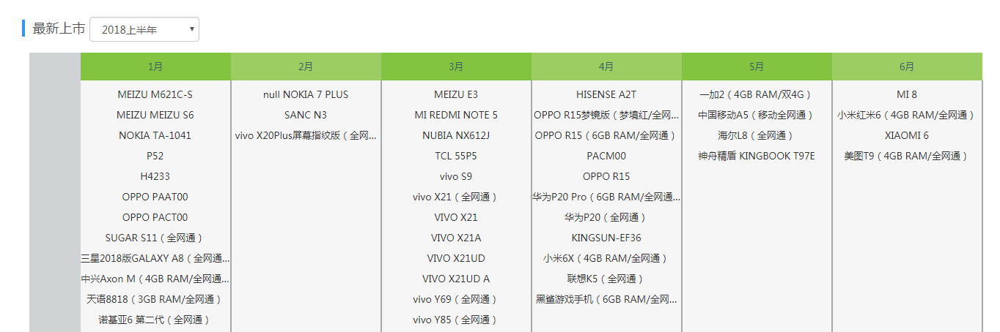 最新上市 2018上半年
1月 2月 3月 4月 5月 6月
MEIZU M621C-S null NOKIA 7 PLUS MEIZU E3 HISENSE A2T 一加2（4GB RAM/双4G） MI 8
MEIZU MEIZU S6 SANC N3 MI REDMI NOTE 5 OPPO R15梦镜版（梦境红/全网... 中国移动A5（移动全网通） 小米红米6（4GB RAM/全网通）
NOKIA TA-1041 vivo X20Plus屏幕指纹版（全网... NUBIA NX612J OPPO R15（6GB RAM/全网通） 海尔L8（全网通） XIAOMI 6
P52 TCL 55P5 PACM00 神舟精盾 KINGBOOK T97E 美图T9（4GB RAM/全网通）
H4233 vivo S9 OPPO R15
OPPO PAAT00 vivo X21（全网通） 华为P20 Pro（6GB RAM/全网通...
OPPO PACT00 VIVO X21 华为P20（全网通）
SUGAR S11（全网通） VIVO X21A KINGSUN-EF36
三星2018版GALAXY A8（全网通... VIVO X21UD 小米6X（4GB RAM/全网通）
中兴Axon M（4GB RAM/全网通... VIVO X21UD A 联想K5（全网通）
天语8818（3GB RAM/全网通） vivo Y69（全网通） 黑鲨游戏手机（6GB RAM/全网...
诺基亚6 第二代（全网通） vivo Y85（全网通）